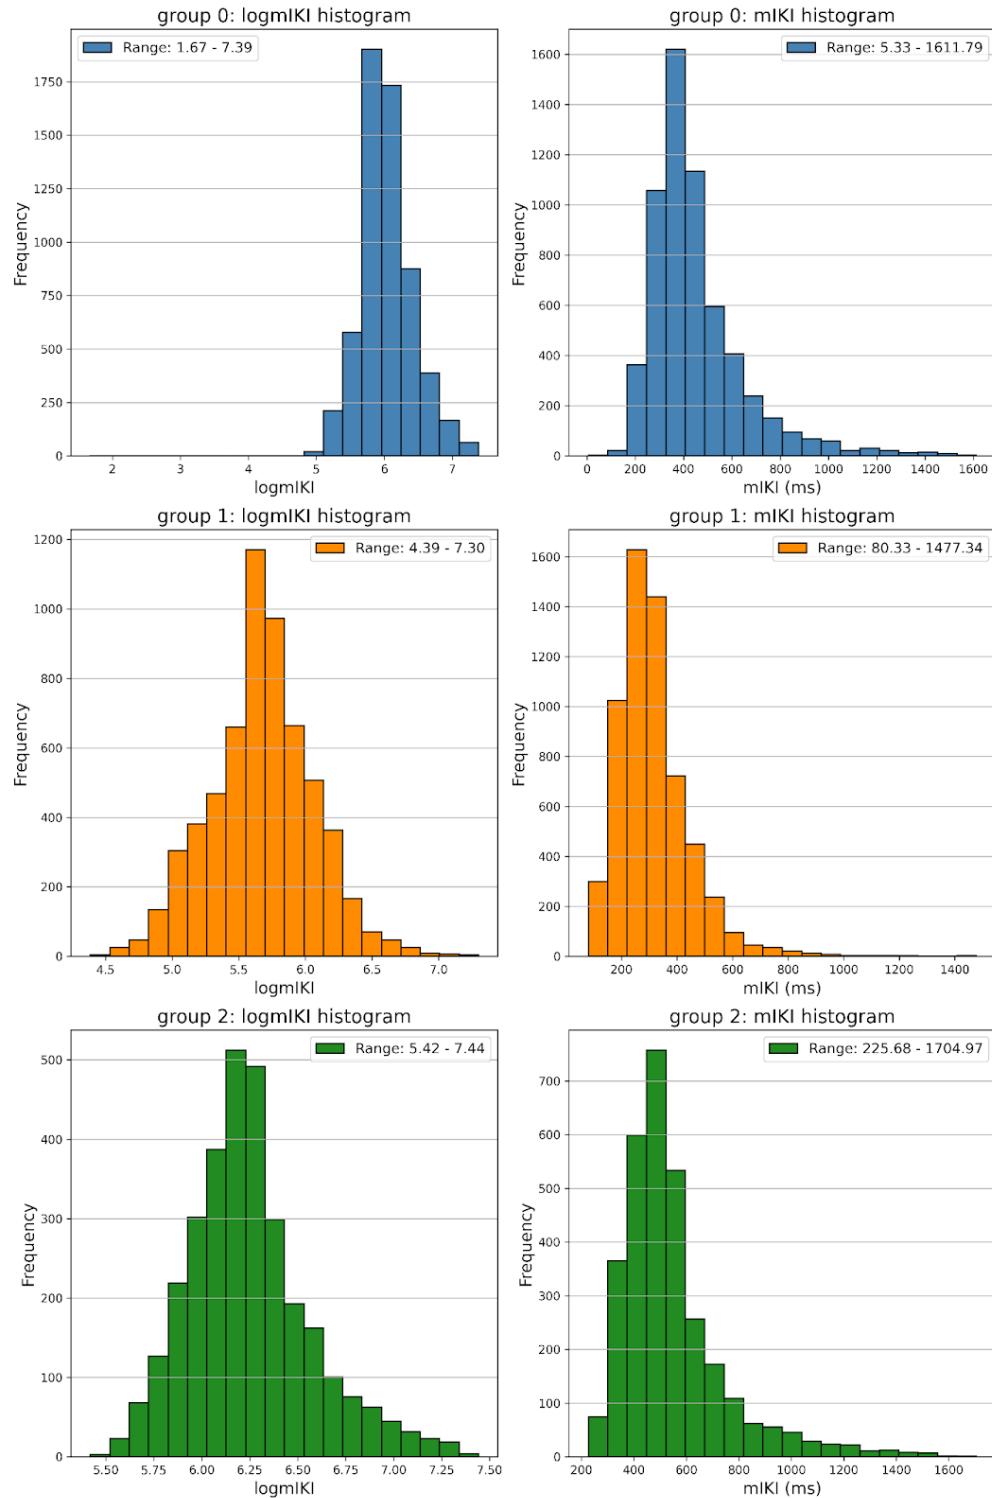 group 0: logmIKI histogram
Range: 1.67 - 7.39
Frequency
1750
1500
1250
1000
750
500
250
0
2 3 4 5 6 7
logmIKI
group 0: mIKI histogram
Range: 5.33 - 1611.79
Frequency
1600
1400
1200
1000
800
600
400
200
0
0 200 400 600 800 1000 1200 1400 1600
mIKI (ms)
group 1: logmIKI histogram
Range: 4.39 - 7.30
Frequency
1200
1000
800
600
400
200
0
4.5 5.0 5.5 6.0 6.5 7.0
logmIKI
group 1: mIKI histogram
Range: 80.33 - 1477.34
Frequency
1600
1400
1200
1000
800
600
400
200
0
200 400 600 800 1000 1200 1400
mIKI (ms)
group 2: logmIKI histogram
Range: 5.42 - 7.44
Frequency
500
400
300
200
100
0
5.50 5.75 6.00 6.25 6.50 6.75 7.00 7.25 7.50
logmIKI
group 2: mIKI histogram
Range: 225.68 - 1704.97
Frequency
700
600
500
400
300
200
100
0
200 400 600 800 1000 1200 1400 1600
mIKI (ms)